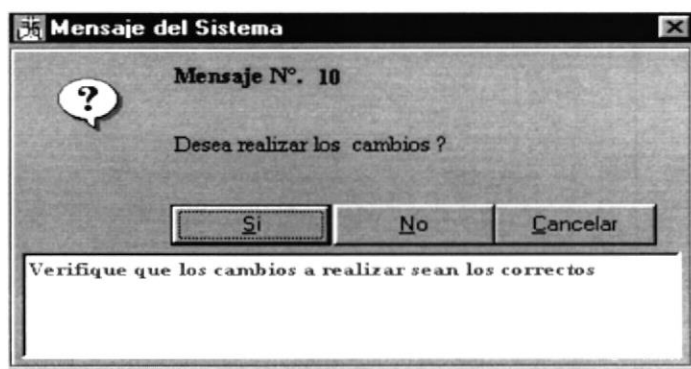 Mensaje del Sistema
Mensaje Nº. 10
?
Desea realizar los cambios ?
Si No Cancelar
Verifique que los cambios a realizar sean los correctos